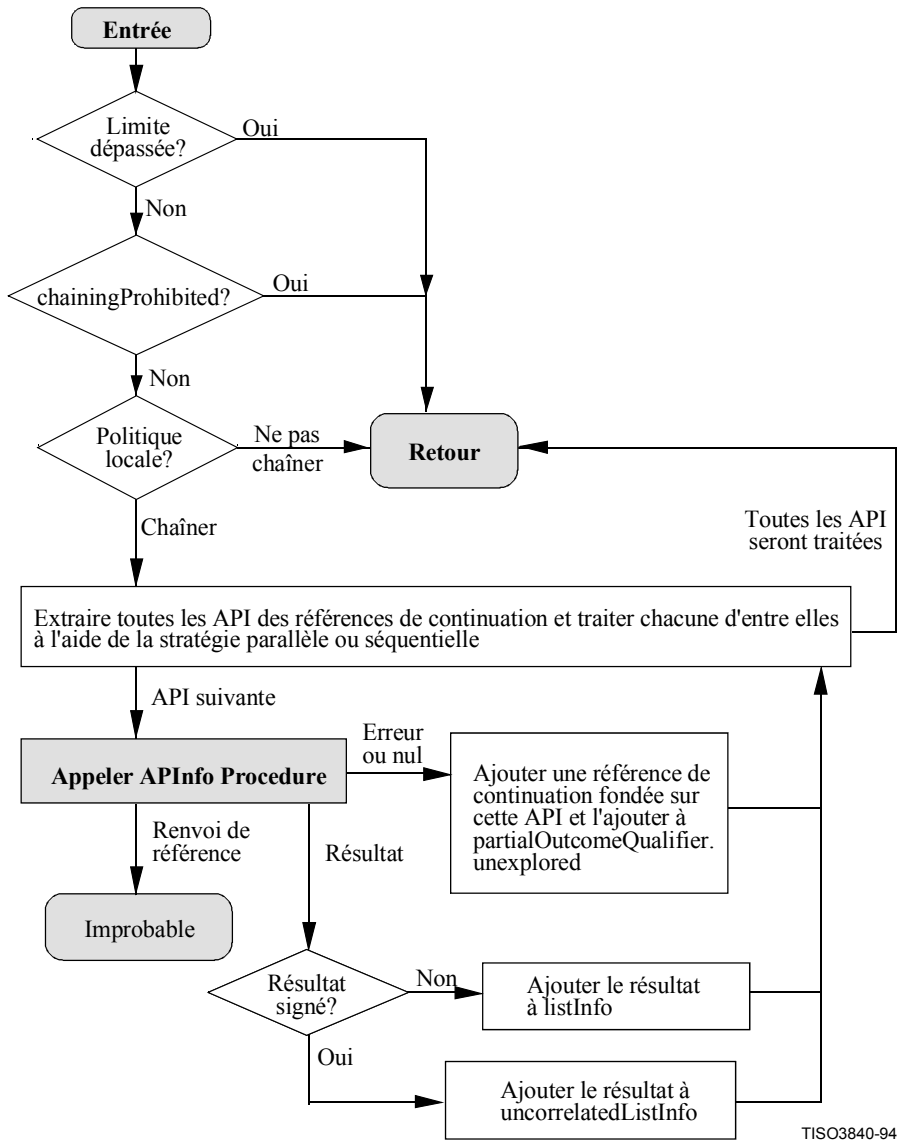 Entrée
Limite
dépassée?
Oui
Non
chainingProhibited?
Oui
Non
Politique
locale?
Ne pas
chaîner
Retour
Chaîner
Toutes les API
seront traitées
Extraire toutes les API des références de continuation et traiter chacune d'entre elles
à l'aide de la stratégie parallèle ou séquentielle
API suivante
Appeler APInfo Procedure
Erreur
ou nul
Ajouter une référence de
continuation fondée sur
cette API et l'ajouter à
partialOutcomeQualifier.
unexplored
Renvoi de
référence
Résultat
Improbable
Résultat
signé?
Non
Ajouter le résultat
à listInfo
Oui
Ajouter le résultat à
uncorrelatedListInfo
TISO3840-94